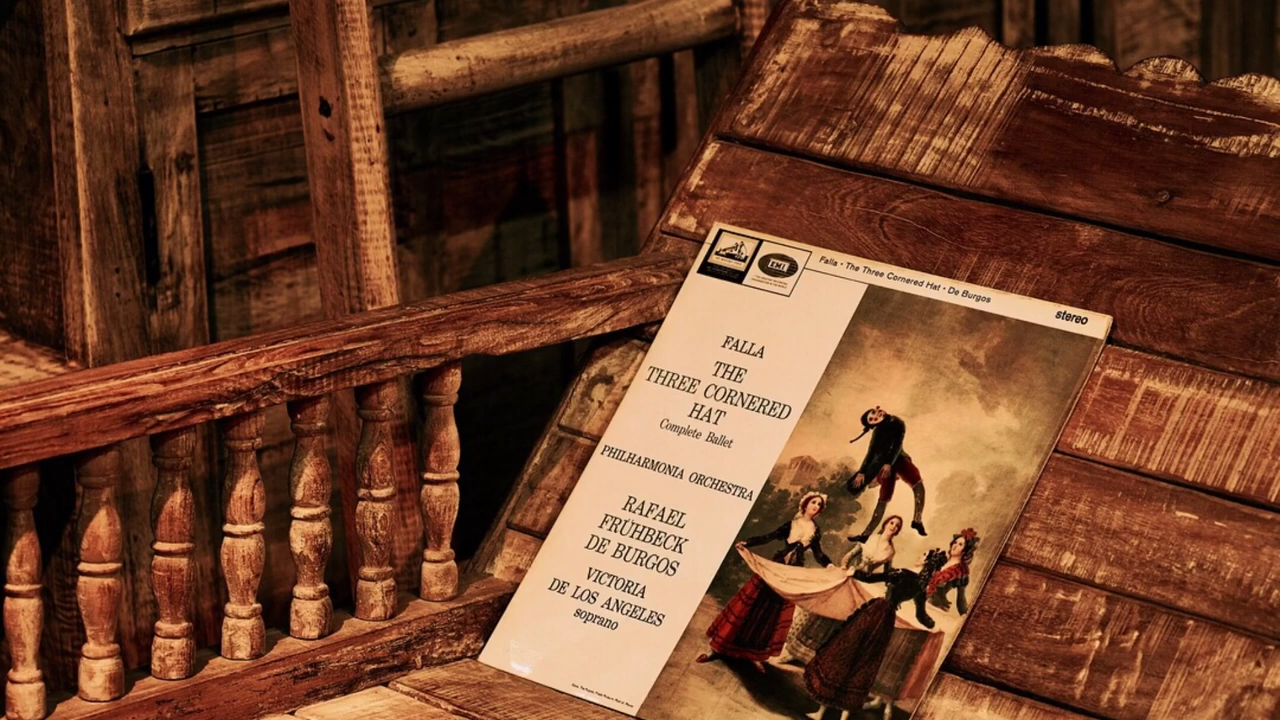 EMI
Falla • The Three Cornered Hat • De Burgos
stereo
FALLA
THE
THREE CORNERED
HAT
Complete Ballet
PHILHARMONIA ORCHESTRA
RAFAEL
FRÜHBECK
DE BURGOS
VICTORIA
DE LOS ANGELES
soprano